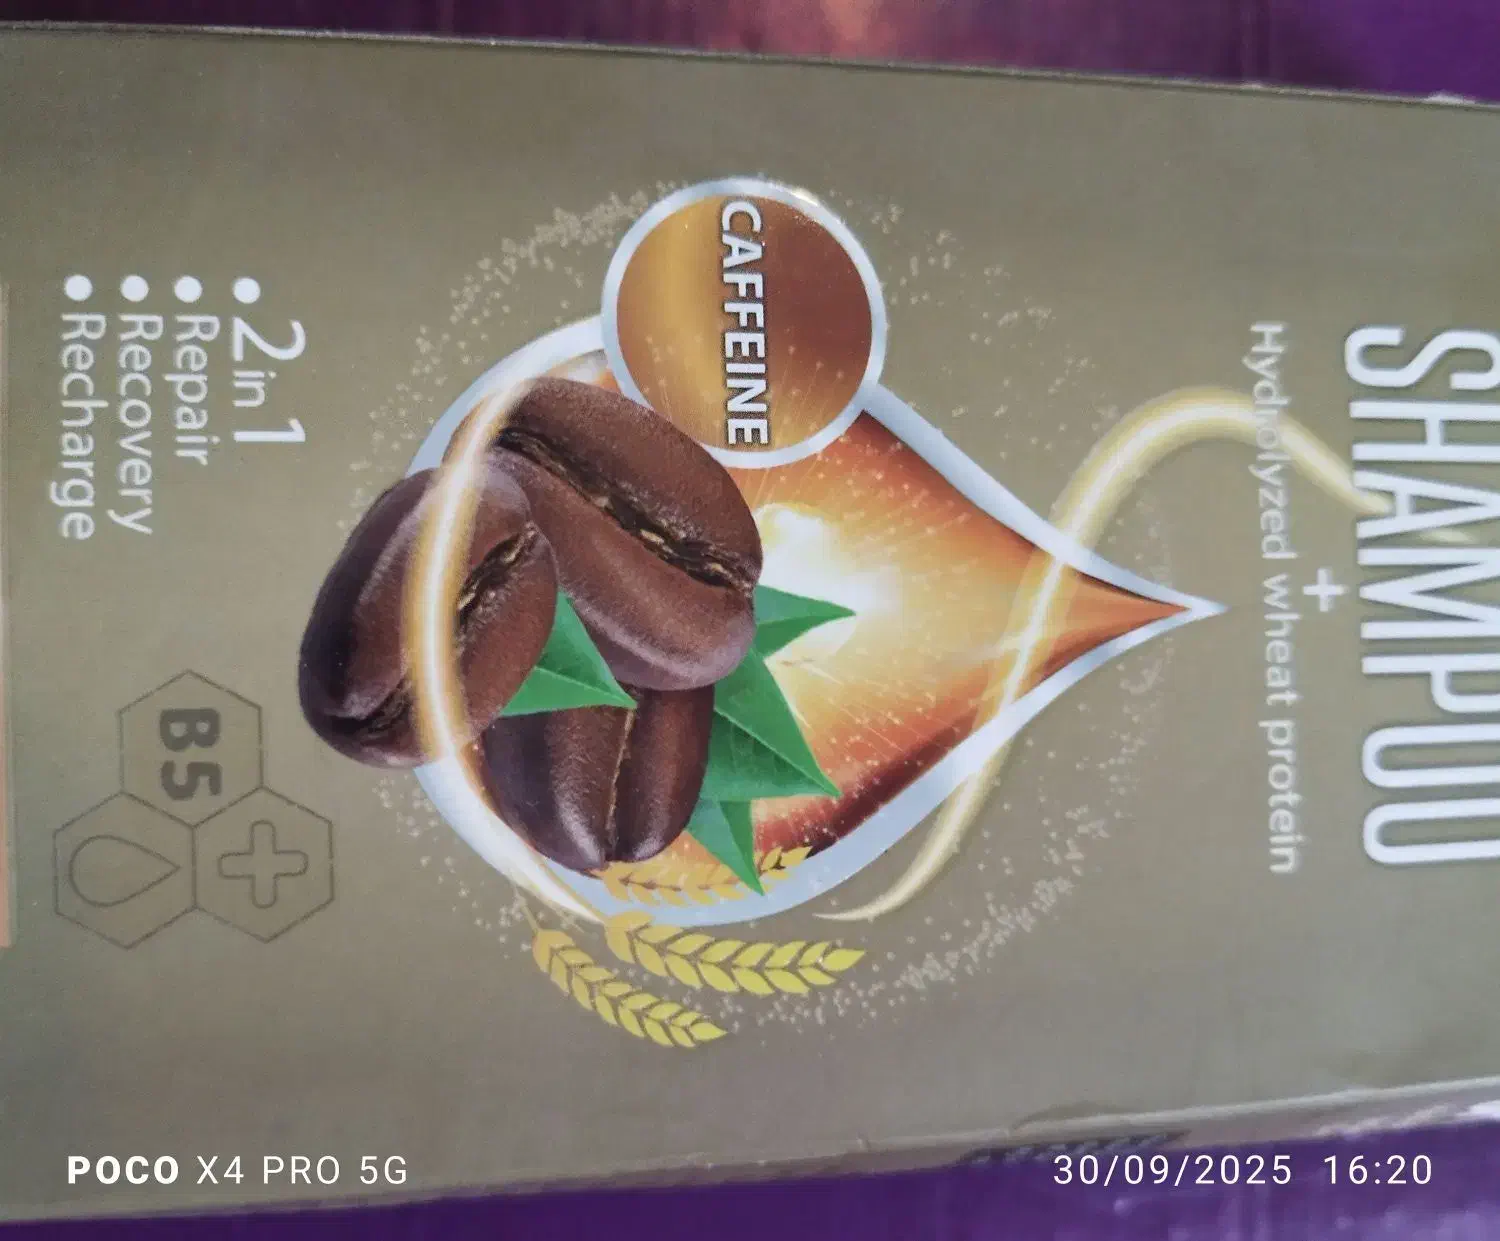 SHAMPOO
+
Hydrolyzed wheat protein
CAFFEINE
• 2 in 1
• Repair
• Recovery
• Recharge
B5
POCO X4 PRO 5G
30/09/2025 16:20